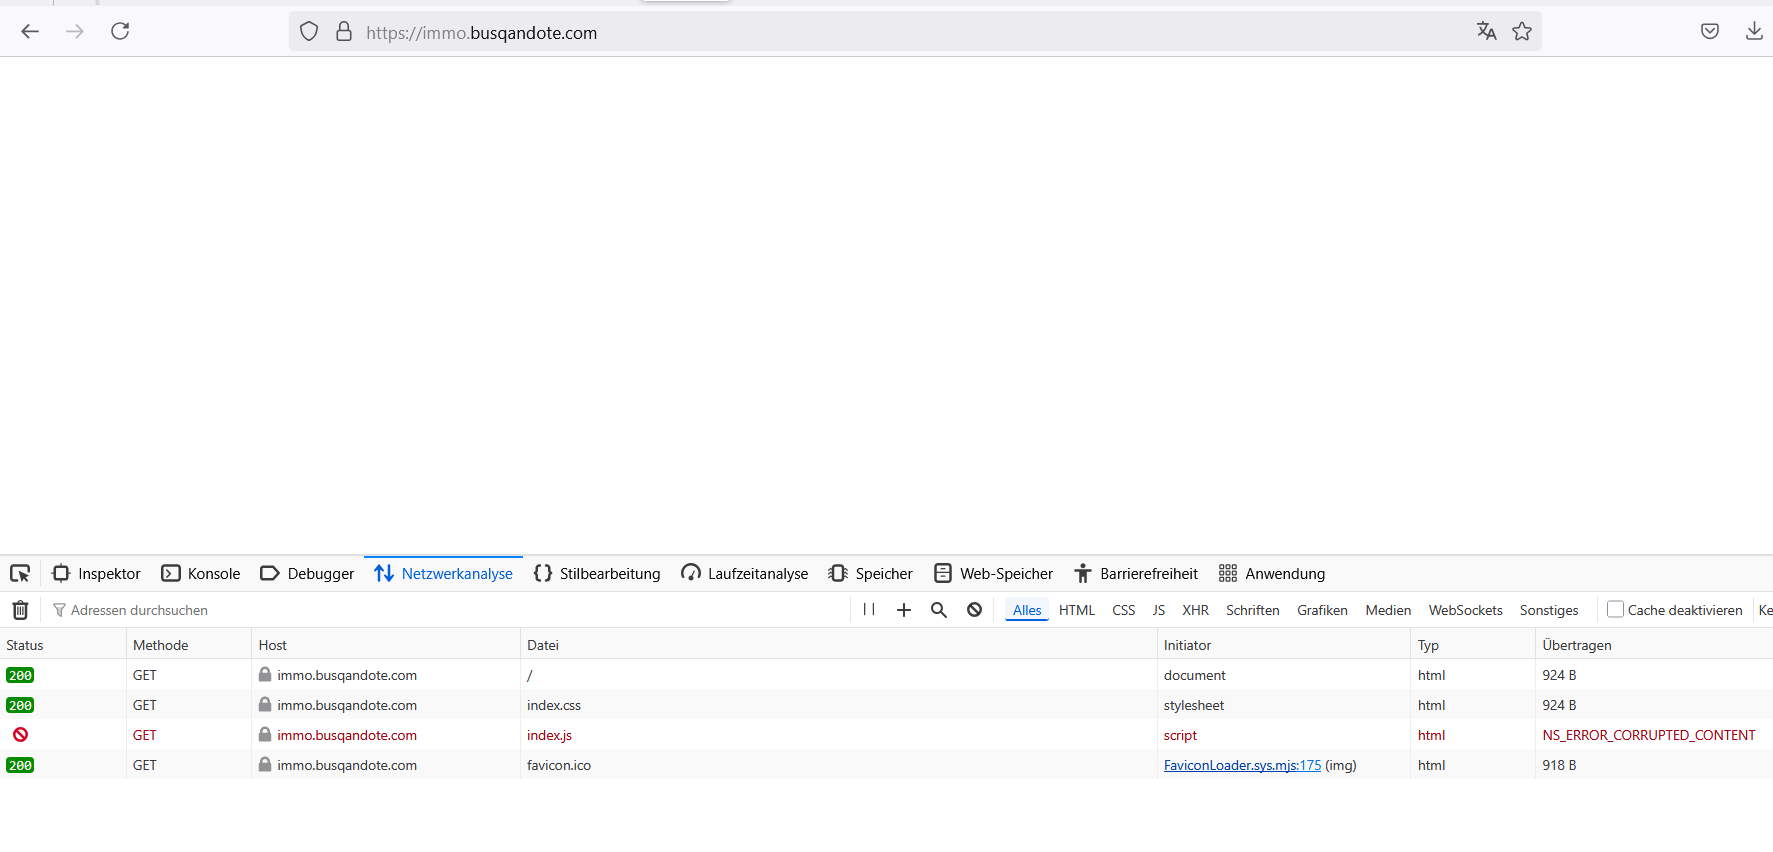 https://immo.busqandote.com
Inspektor Konsole Debugger Netzwerkanalyse Stilbearbeitung Laufzeitanalyse Speicher Web-Speicher Barrierefreiheit Anwendung
Adressen durchsuchen Alles HTML CSS JS XHR Schriften Grafiken Medien WebSockets Sonstiges Cache deaktivieren Ke
Status Methode Host Datei Initiator Typ Übertragen
200 GET immo.busqandote.com / document html 924 B
200 GET immo.busqandote.com index.css stylesheet html 924 B
GET immo.busqandote.com index.js script html NS_ERROR_CORRUPTED_CONTENT
200 GET immo.busqandote.com favicon.ico FaviconLoader.sys.mjs:175 (img) html 918 B